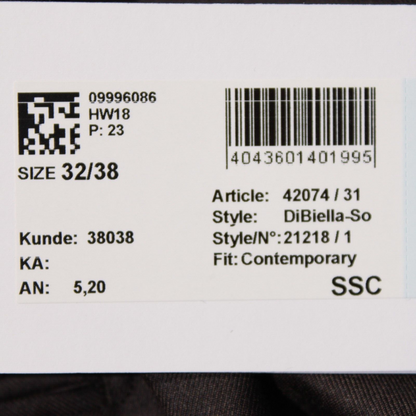 09996086
HW18
P: 23
SIZE 32/38
4043601401995
Article: 42074 / 31
Style: DiBiella-So
Style/N°: 21218 / 1
Fit: Contemporary
Kunde: 38038
KA:
AN: 5,20
SSC